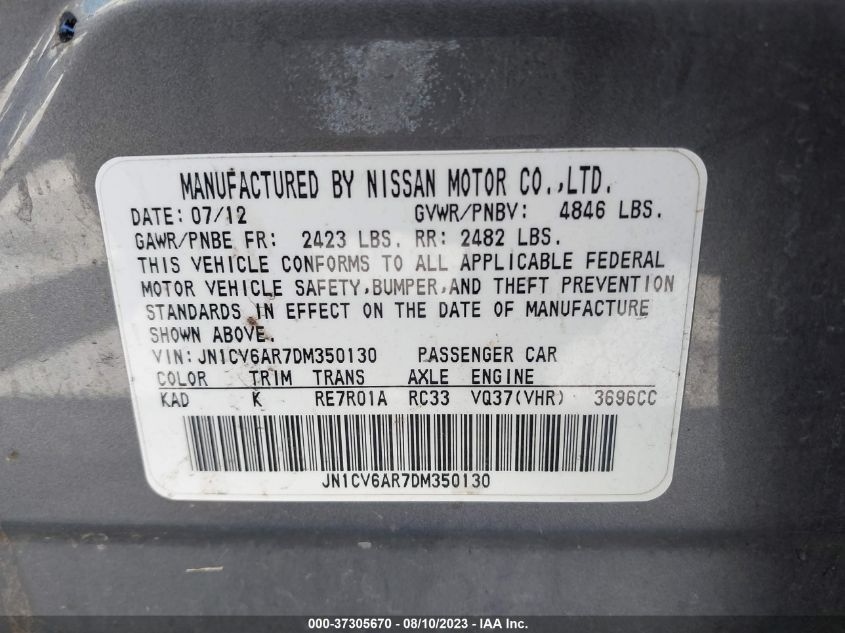 MANUFACTURED BY NISSAN MOTOR CO.,LTD.
DATE: 07/12 GVWR/PNBV: 4846 LBS.
GAWR/PNBE FR: 2423 LBS. RR: 2482 LBS.
THIS VEHICLE CONFORMS TO ALL APPLICABLE FEDERAL
MOTOR VEHICLE SAFETY,BUMPER,AND THEFT PREVENTION
STANDARDS IN EFFECT ON THE DATE OF MANUFACTURE
SHOWN ABOVE.
VIN:JN1CV6AR7DM350130 PASSENGER CAR
COLOR TRIM TRANS AXLE ENGINE
KAD K RE7R01A RC33 VQ37(VHR) 3696CC
JN1CV6AR7DM350130
000-37305670 - 08/10/2023 - IAA Inc.